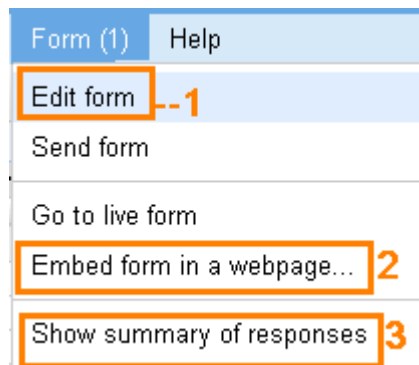 Form (1) Help
Edit form --1
Send form
Go to live form
Embed form in a webpage... 2
Show summary of responses 3